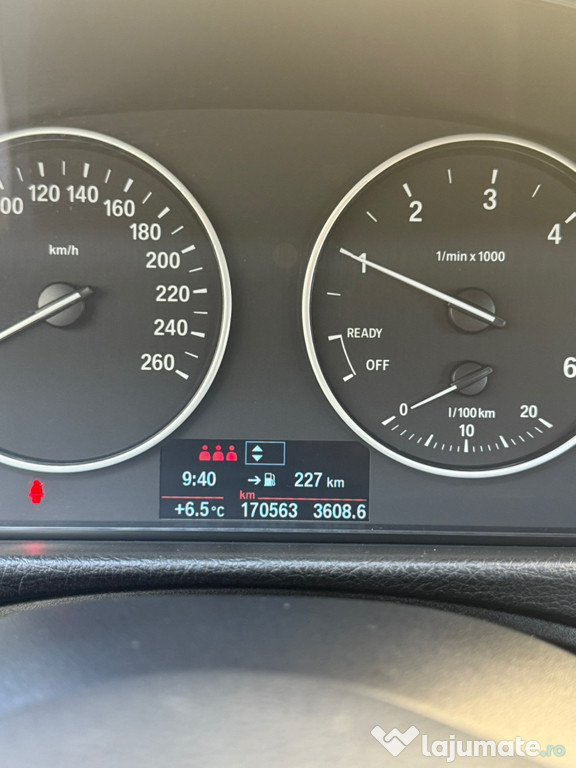 00 120 140 160 180 200 220 240 260
km/h
1 2 3 4 6
1/min x 1000
READY
OFF
0 10 20
l/100 km
9:40 227 km
km
+6.5°C 170563 3608.6
lajumate.ro